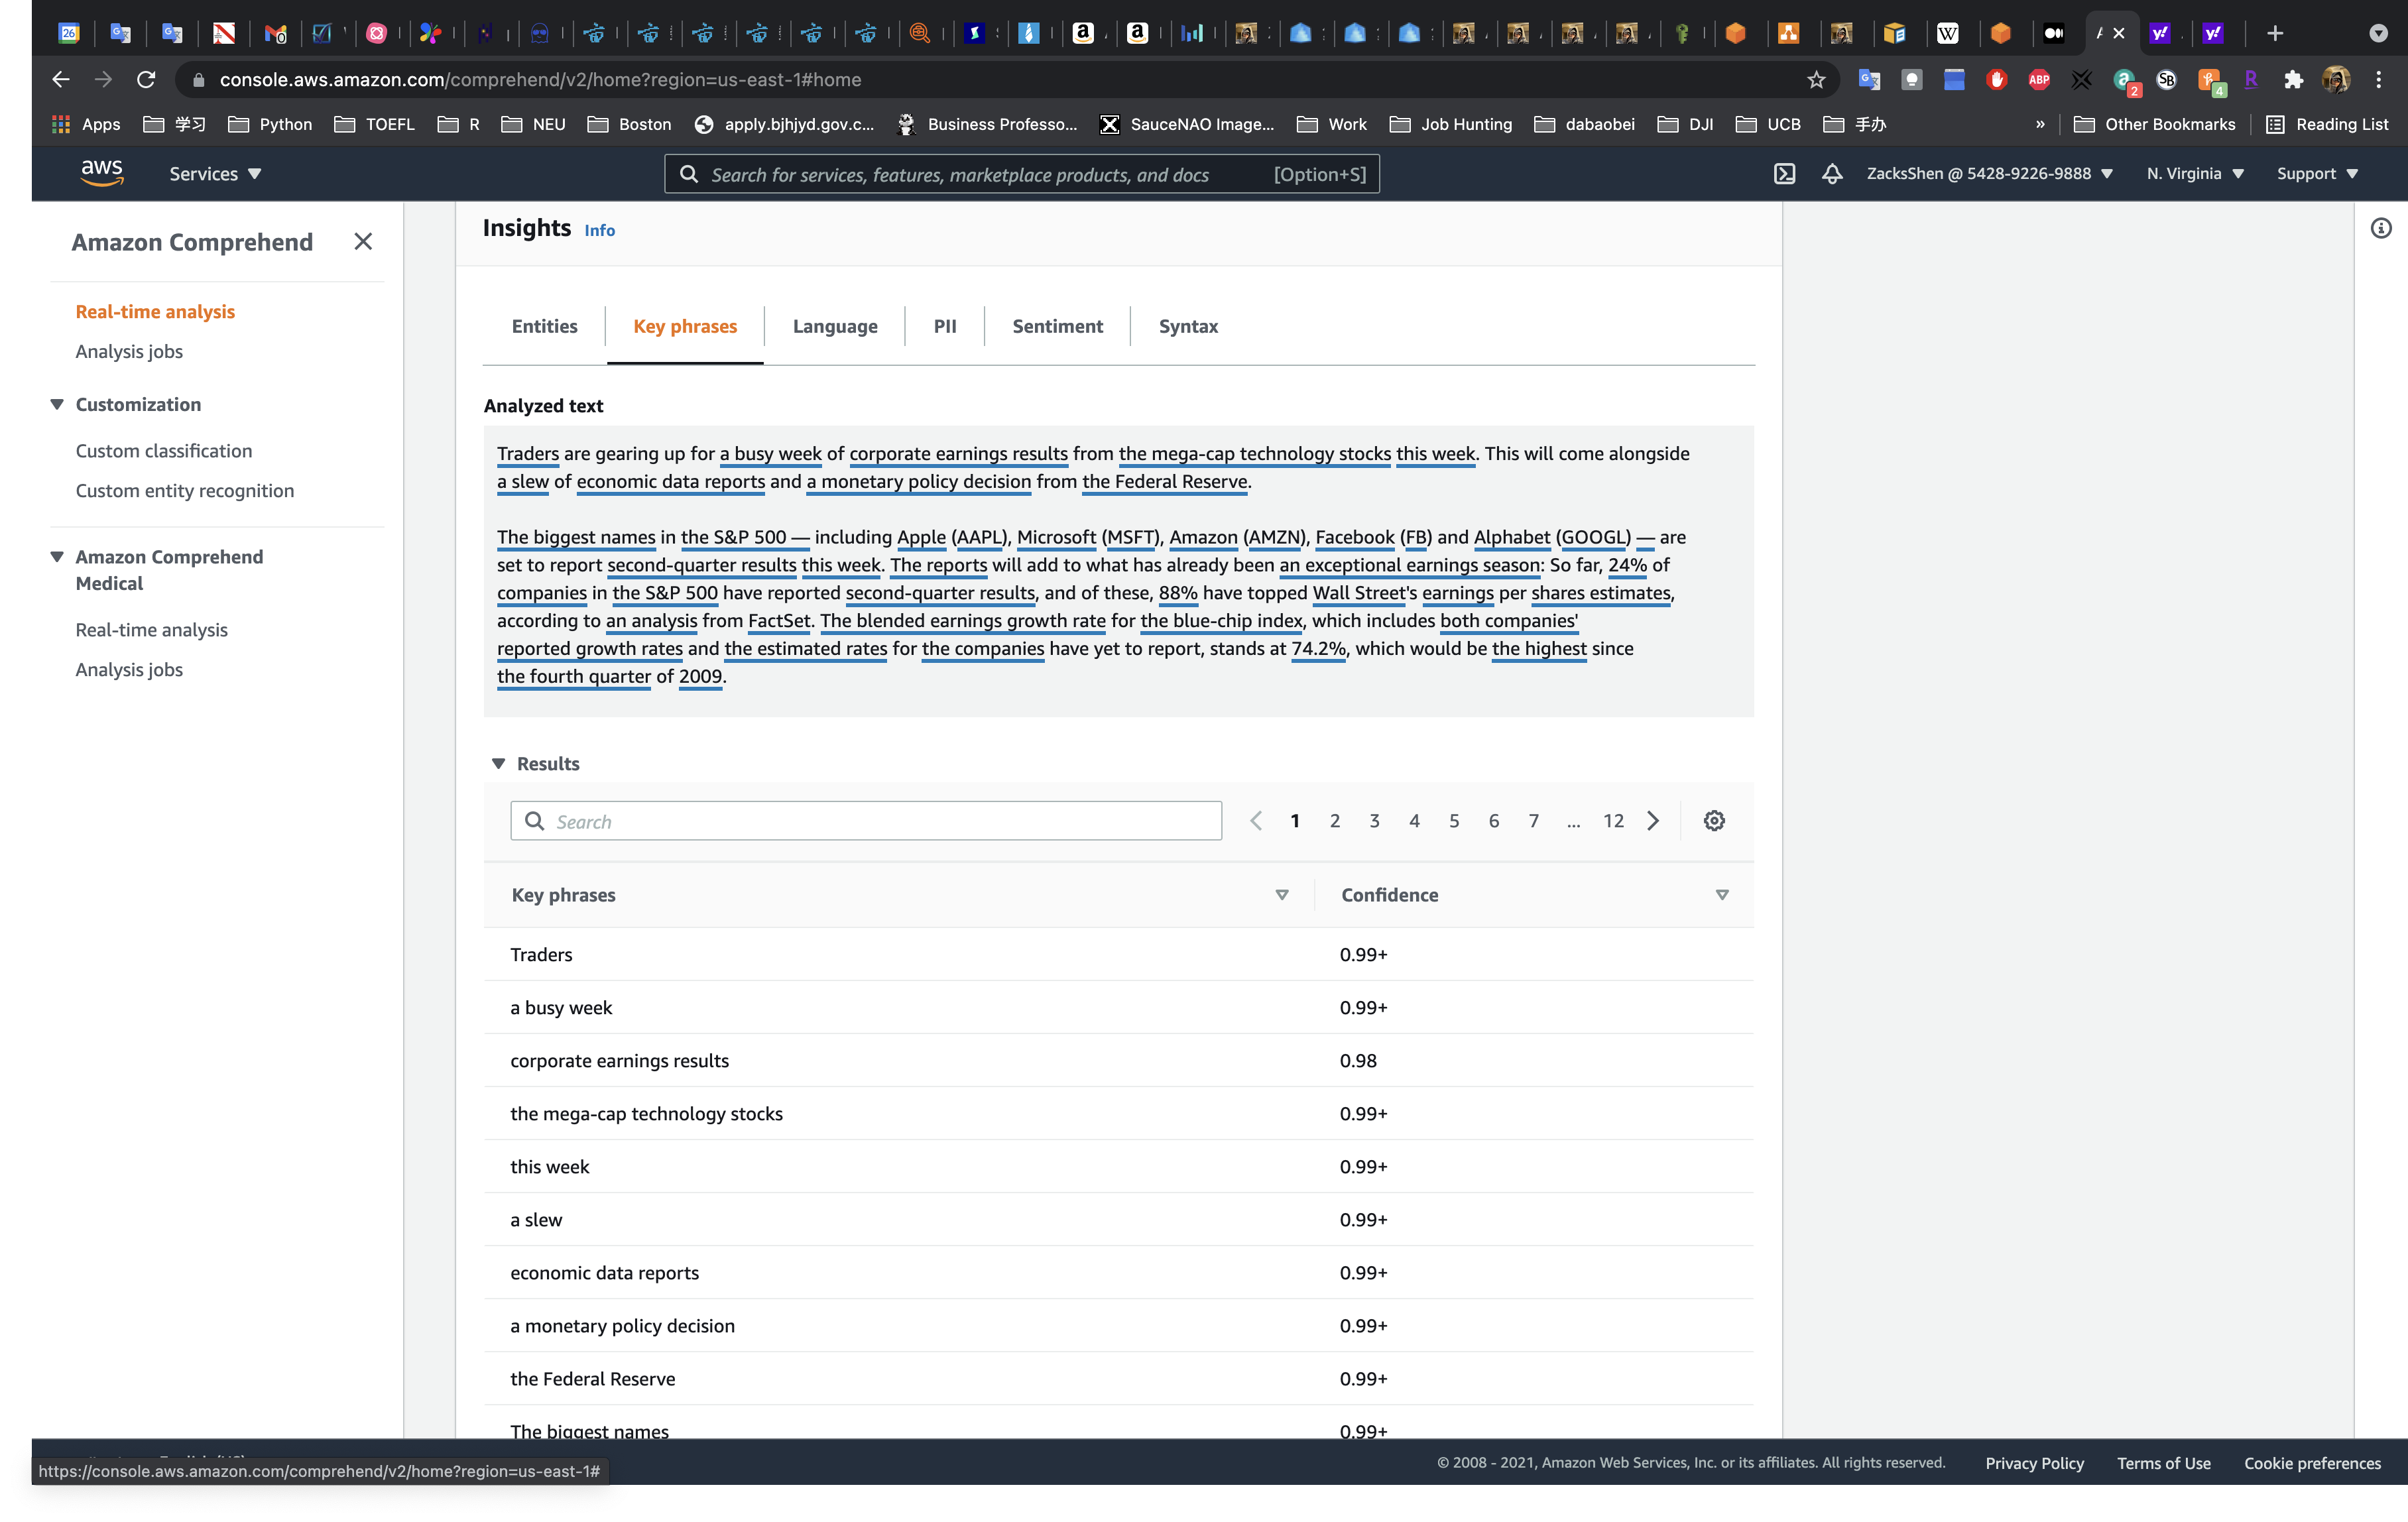 console.aws.amazon.com/comprehend/v2/home?region=us-east-1#home
Apps 学习 Python TOEFL R NEU Boston apply.bjhjyd.gov.c... Business Professo... SauceNAO Image... Work Job Hunting dabaobei DJI UCB 手办 » Other Bookmarks Reading List
aws Services Search for services, features, marketplace products, and docs [Option+S] ZacksShen @ 5428-9226-9888 N. Virginia Support
Amazon Comprehend
Real-time analysis
Analysis jobs
Customization
Custom classification
Custom entity recognition
Amazon Comprehend
Medical
Real-time analysis
Analysis jobs
Insights Info
Entities Key phrases Language PII Sentiment Syntax
Analyzed text
Traders are gearing up for a busy week of corporate earnings results from the mega-cap technology stocks this week. This will come alongside
a slew of economic data reports and a monetary policy decision from the Federal Reserve.
The biggest names in the S&P 500 — including Apple (AAPL), Microsoft (MSFT), Amazon (AMZN), Facebook (FB) and Alphabet (GOOGL) — are
set to report second-quarter results this week. The reports will add to what has already been an exceptional earnings season: So far, 24% of
companies in the S&P 500 have reported second-quarter results, and of these, 88% have topped Wall Street's earnings per shares estimates,
according to an analysis from FactSet. The blended earnings growth rate for the blue-chip index, which includes both companies'
reported growth rates and the estimated rates for the companies have yet to report, stands at 74.2%, which would be the highest since
the fourth quarter of 2009.
Results
Search 1 2 3 4 5 6 7 ... 12
Key phrases Confidence
Traders 0.99+
a busy week 0.99+
corporate earnings results 0.98
the mega-cap technology stocks 0.99+
this week 0.99+
a slew 0.99+
economic data reports 0.99+
a monetary policy decision 0.99+
the Federal Reserve 0.99+
The biggest names 0.99+
https://console.aws.amazon.com/comprehend/v2/home?region=us-east-1#
© 2008 - 2021, Amazon Web Services, Inc. or its affiliates. All rights reserved. Privacy Policy Terms of Use Cookie preferences